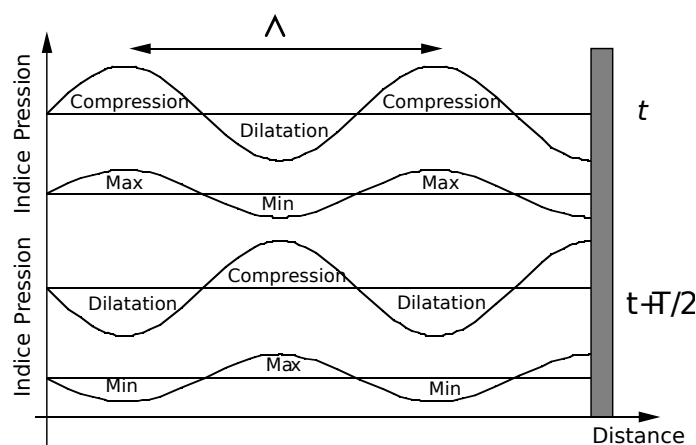 Λ
Indice Pression
Compression
Dilatation
Compression
t
Max
Min
Max
Indice Pression
Dilatation
Compression
Dilatation
t+T/2
Min
Max
Min
Distance